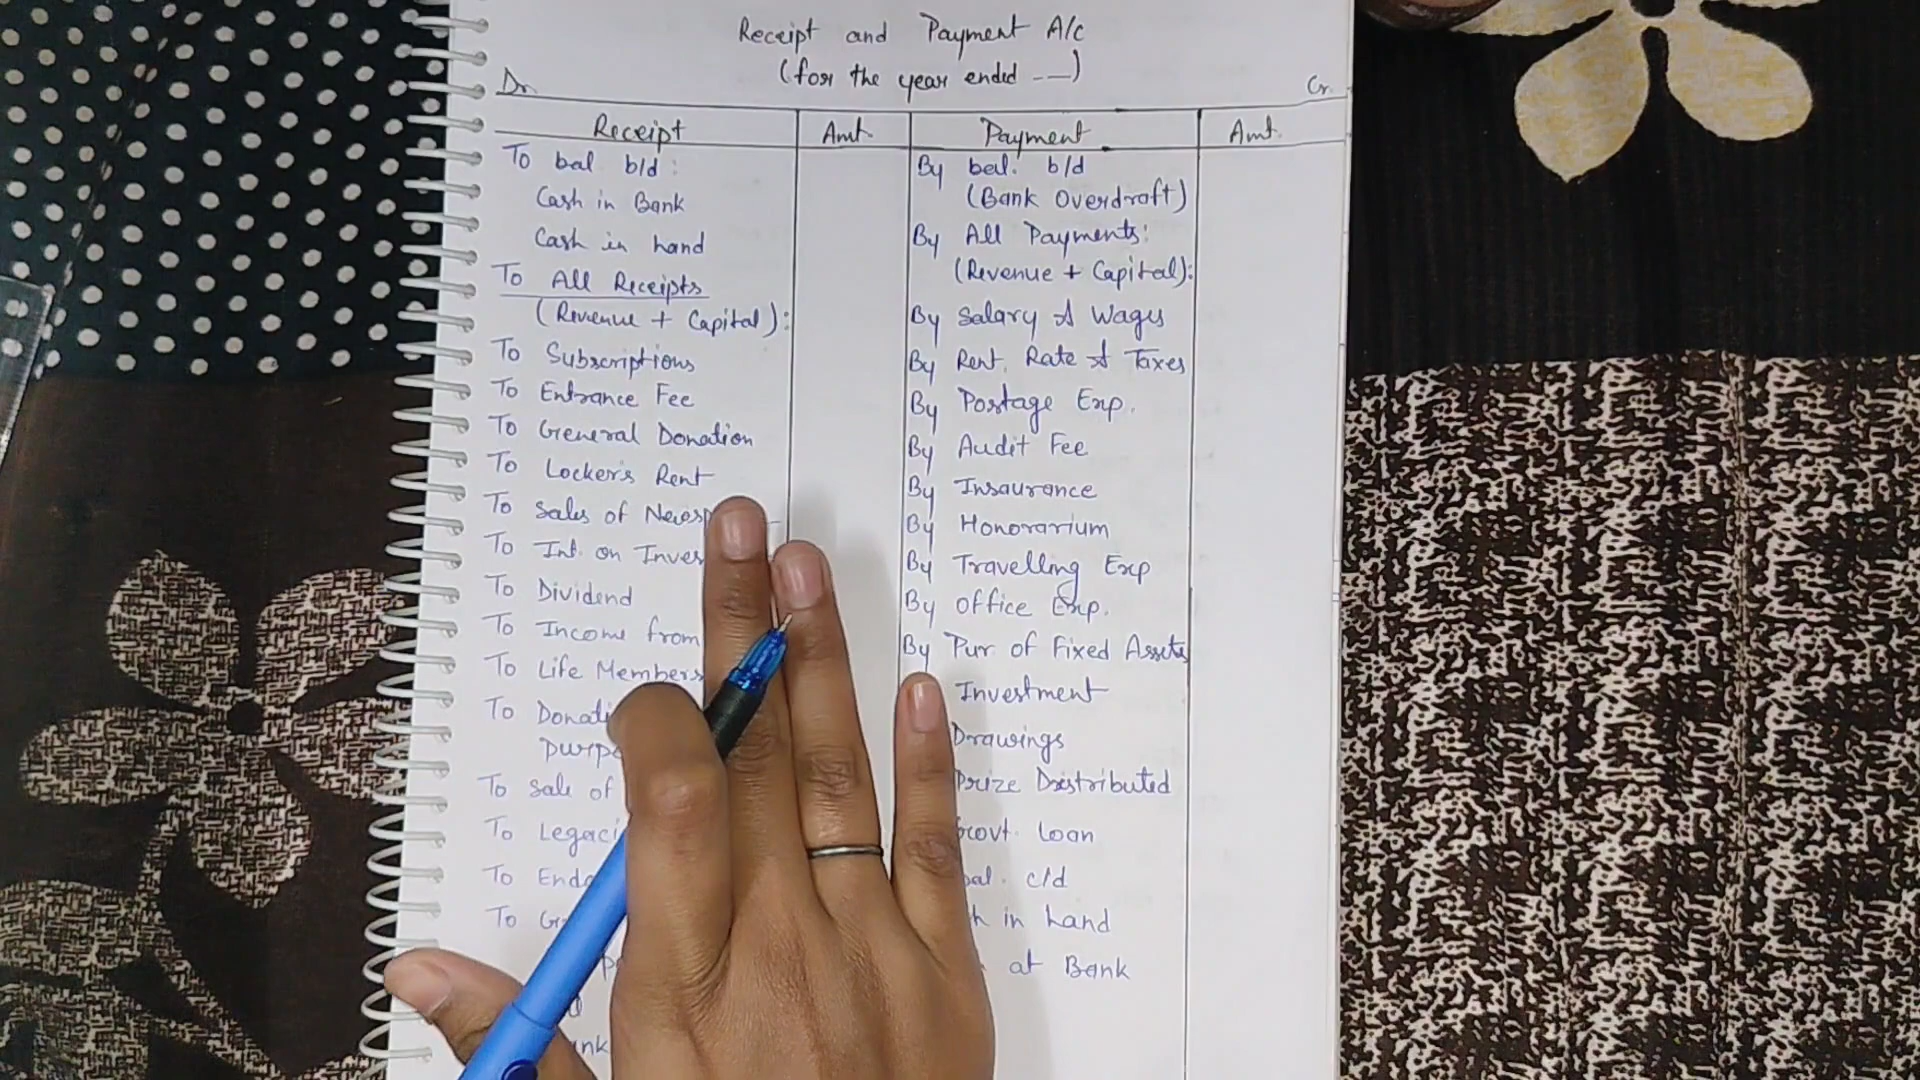 Receipt and Payment A/c
(for the year ended ---)
Dr.
Cr.
Receipt
Amt.
Payment
Amt.
To bal. b/d:
Cash in Bank
Cash in hand
To All Receipts
(Revenue + Capital):
To Subscriptions
To Entrance Fee
To General Donation
To Locker's Rent
To Sales of
To Int. on
To Dividend
To Income from
To Life
To
To Sale of
To
To
To
By bal. b/d
(Bank Overdraft)
By All Payments:
(Revenue + Capital):
By Salary & Wages
By Rent, Rate & Taxes
By Postage Exp.
By Audit Fee
By Insaurance
By Honorarium
By Travelling Exp
By Office Exp.
By Pur of Fixed Assets
Investment
Drawings
Prize Distributed
Govt. Loan
bal. c/d
in hand
at Bank